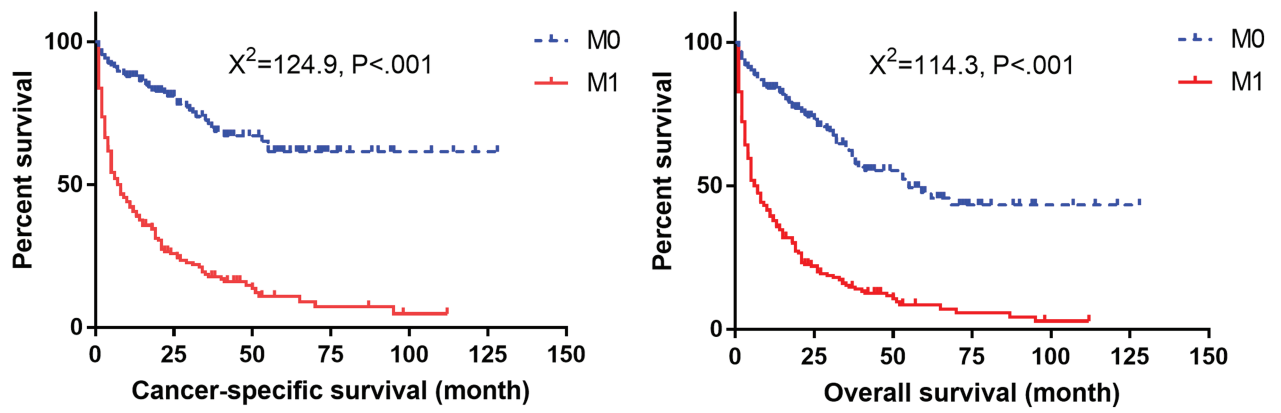 M0
M1
X²=124.9, P<.001
Percent survival
100
50
0
0 25 50 75 100 125 150
Cancer-specific survival (month)
M0
M1
X²=114.3, P<.001
Percent survival
100
50
0
0 25 50 75 100 125 150
Overall survival (month)